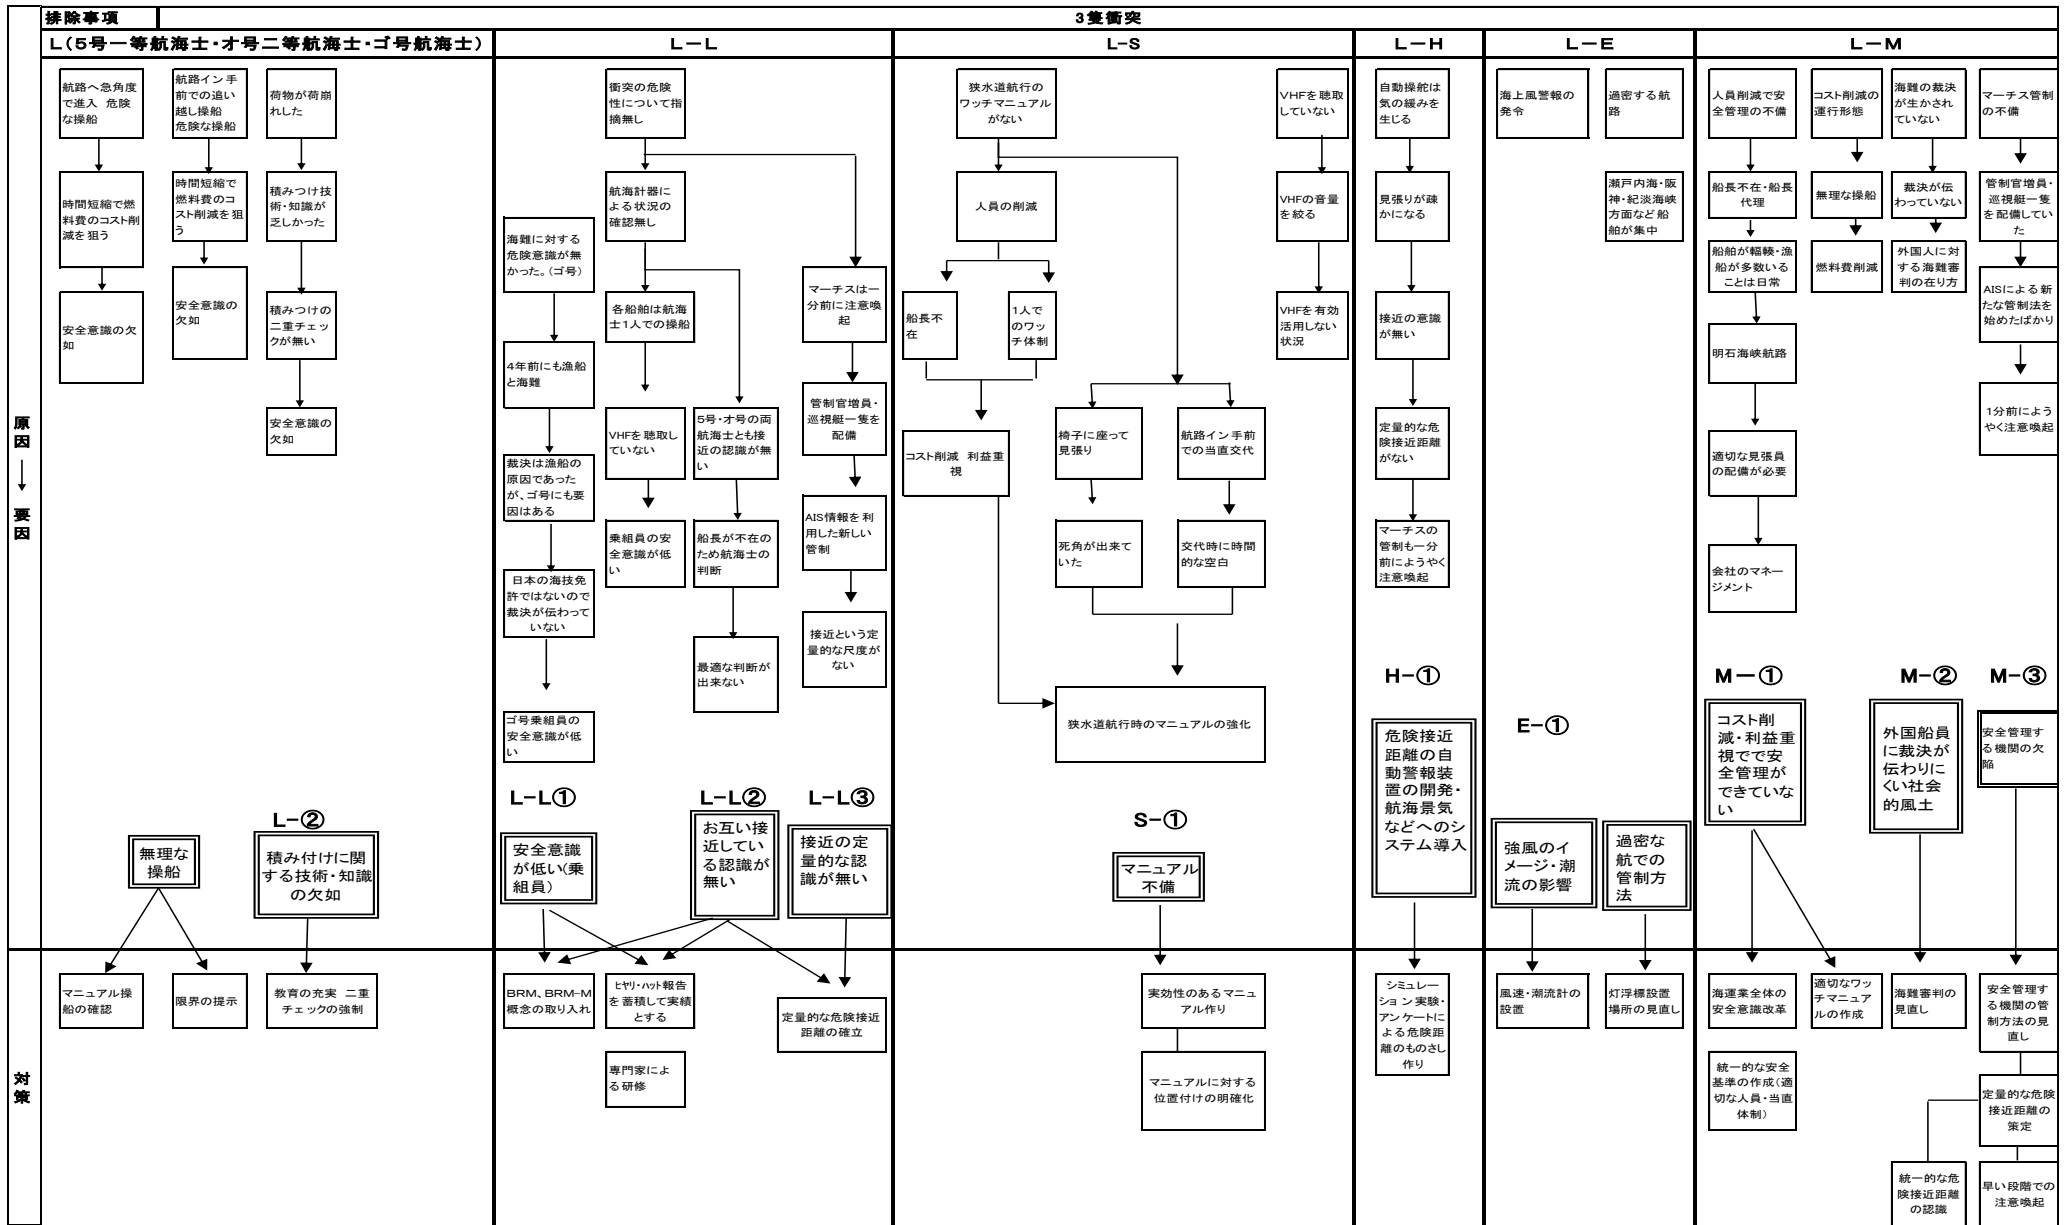 排除事項
3隻衝突
L(5号一等航海士・オ号二等航海士・ゴ号航海士)
L－L
L-S
L－H
L－E
L－M
原因
要因
対策
航路へ急角度
で進入 危険
な操船
時間短縮で燃
料費のコスト削
減を狙う
安全意識の欠
如
航路イン手
前での追い
越し操船
危険な操船
時間短縮で
燃料費のコ
スト削減を狙
う
安全意識の
欠如
荷物が荷崩
れした
積みつけ技
術・知識が
乏しかった
積みつけの
二重チェッ
クが無い
安全意識の
欠如
無理な
操船
L-②
積み付けに関
する技術・知識
の欠如
マニュアル操
船の確認
限界の提示
教育の充実 二重
チェックの強制
海難に対する
危険意識が無
かった。(ゴ号)
4年前にも漁船
と海難
裁決は漁船の
原因であった
が、ゴ号にも要
因はある
日本の海技免
許ではないので
裁決が伝わって
いない
ゴ号乗組員の
安全意識が低
い
衝突の危険
性について指
摘無し
航海計器に
よる状況の
確認無し
各船舶は航海
士1人での操船
VHFを聴取し
ていない
乗組員の安
全意識が低
い
5号・オ号の両
航海士とも接
近の認識が無
い
船長が不在の
ため航海士の
判断
最適な判断が
出来ない
マーチスは一
分前に注意喚
起
管制官増員・
巡視艇一隻を
配備
AIS情報を利
用した新しい
管制
接近という定
量的な尺度が
ない
L-L①
安全意識
が低い(乗
組員)
L-L②
お互い接
近してい
る認識が
無い
L-L③
接近の定
量的な認
識が無い
BRM、BRM-M
概念の取り入れ
ヒヤリ・ハット報告
を蓄積して実績
とする
専門家によ
る研修
定量的な危険接近
距離の確立
狭水道航行の
ワッチマニュアル
がない
人員の削減
船長不
在
1人で
のワッ
チ体制
コスト削減 利益重
視
椅子に座って
見張り
死角が出来て
いた
航路イン手前
での当直交代
交代時に時間
的な空白
狭水道航行時のマニュアルの強化
VHFを聴取
していない
VHFの音量
を絞る
VHFを有効
活用しない
状況
S-①
マニュアル
不備
実効性のあるマニュ
アル作り
マニュアルに対する
位置付けの明確化
自動操舵は
気の緩みを
生じる
見張りが疎
かになる
接近の意識
が無い
定量的な危
険接近距離
がない
マーチスの
管制も一分
前にようやく
注意喚起
H-①
危険接近
距離の自
動警報装
置の開発・
航海景気
などへのシ
ステム導入
シミュレー
ション実験・
アンケートに
よる危険距
離のものさし
作り
海上風警報の
発令
過密する航
路
瀬戸内海・阪
神・紀淡海峡
方面など船
舶が集中
E-①
強風のイ
メージ・潮
流の影響
過密な
航での
管制方
法
風速・潮流計の
設置
灯浮標設置
場所の見直し
人員削減で安
全管理の不備
船長不在・船長
代理
船舶が輻輳・漁
船が多数いる
ことは日常
明石海峡航路
適切な見張員
の配備が必要
会社のマネー
ジメント
コスト削減の
運行形態
無理な操船
燃料費削減
海難の裁決
が生かされ
ていない
裁決が伝
わっていない
外国人に対
する海難審
判の在り方
マーチス管制
の不備
管制官増員・
巡視艇一隻
を配備してい
た
AISによる新
たな管制法を
始めたばかり
1分前によう
やく注意喚起
M－①
コスト削
減・利益重
視でで安
全管理が
できていな
い
M-②
外国船員
に裁決が
伝わりに
くい社会
的風土
M-③
安全管理す
る機関の欠
陥
海運業全体の
安全意識改革
統一的な安全
基準の作成(適
切な人員・当直
体制)
適切なワッ
チマニュア
ルの作成
海難審判の
見直し
安全管理す
る機関の管
制方法の見
直し
定量的な危険
接近距離の
策定
統一的な危
険接近距離
の認識
早い段階での
注意喚起